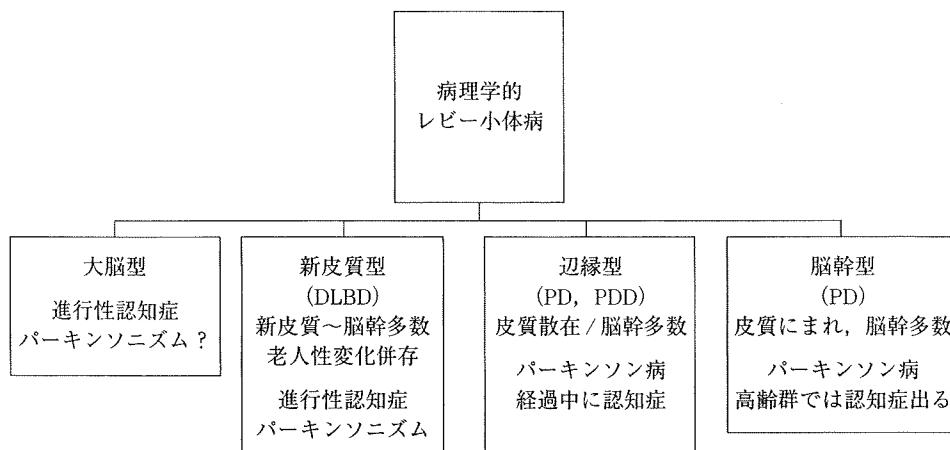 病理学的
レビー小体病
大脳型
進行性認知症
パーキンソニズム?
新皮質型
(DLBD)
新皮質〜脳幹多数
老人性変化併存
進行性認知症
パーキンソニズム
辺縁型
(PD, PDD)
皮質散在/脳幹多数
パーキンソン病
経過中に認知症
脳幹型
(PD)
皮質にまれ,脳幹多数
パーキンソン病
高齢群では認知症出る